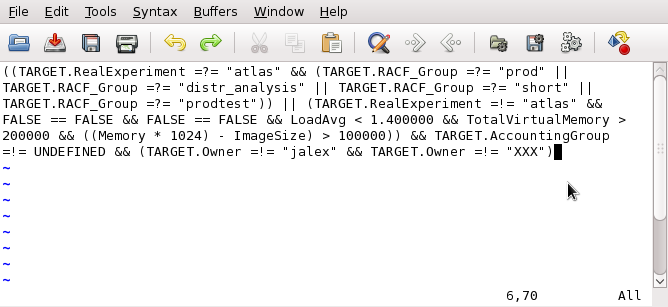 File Edit Tools Syntax Buffers Window Help
((TARGET.RealExperiment =?= "atlas" && (TARGET.RACF_Group =?= "prod" ||
TARGET.RACF_Group =?= "distr_analysis" || TARGET.RACF_Group =?= "short" ||
TARGET.RACF_Group =?= "prodtest")) || (TARGET.RealExperiment =!= "atlas" &&
FALSE == FALSE && FALSE == FALSE && LoadAvg < 1.400000 && TotalVirtualMemory >
200000 && ((Memory * 1024) - ImageSize) > 100000)) && TARGET.AccountingGroup
=!= UNDEFINED && (TARGET.Owner =!= "jalex" && TARGET.Owner =!= "XXX")
~
~
~
~
~
~
~
~
6,70 All